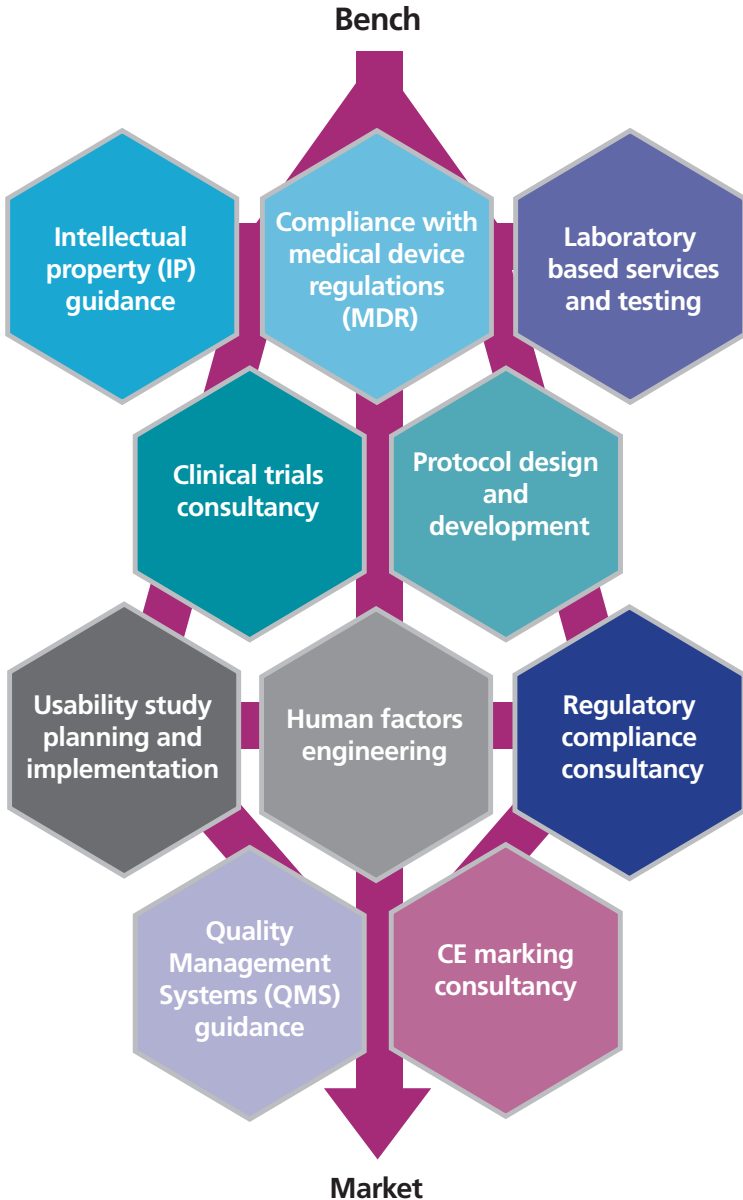 Bench
Intellectual
property (IP)
guidance
Compliance with
medical device
regulations
(MDR)
Laboratory
based services
and testing
Clinical trials
consultancy
Protocol design
and
development
Usability study
planning and
implementation
Human factors
engineering
Regulatory
compliance
consultancy
Quality
Management
Systems (QMS)
guidance
CE marking
consultancy
Market